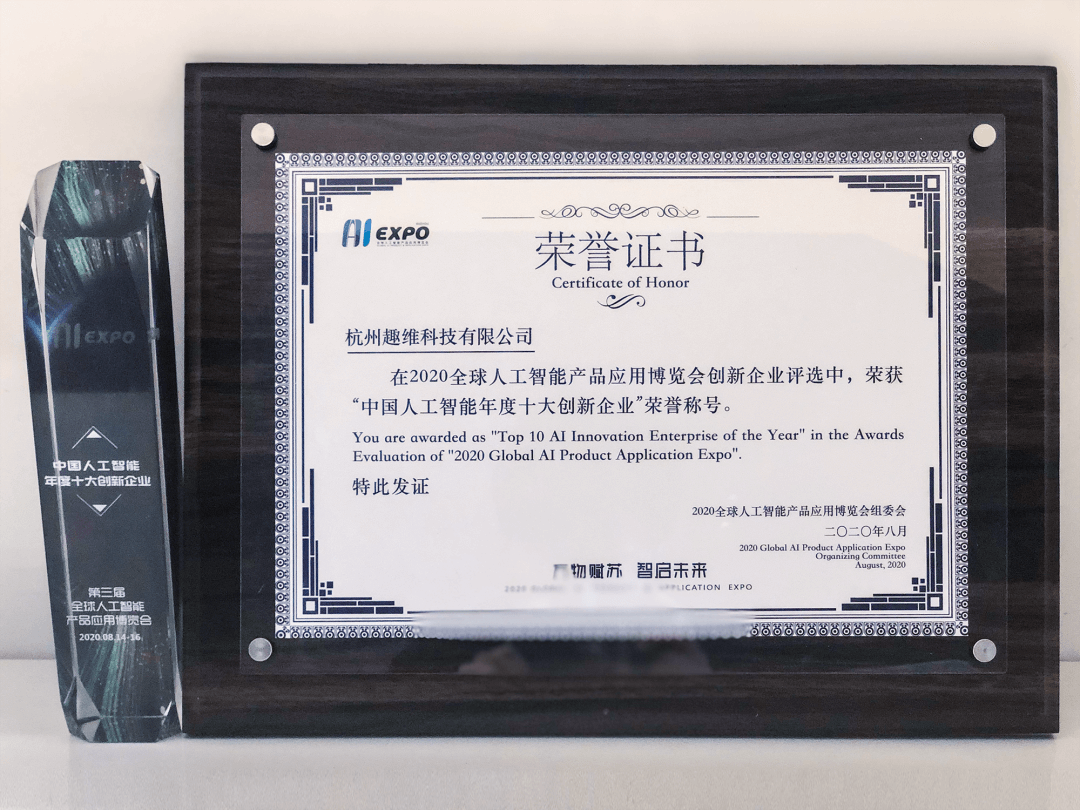 AI EXPO
中国人工智能
年度十大创新企业
第三届
全球人工智能
产品应用博览会
2020.08.14-16
AI EXPO
荣誉证书
Certificate of Honor
杭州趣维科技有限公司
在2020全球人工智能产品应用博览会创新企业评选中，荣获
“中国人工智能年度十大创新企业”荣誉称号。
You are awarded as "Top 10 AI Innovation Enterprise of the Year" in the Awards
Evaluation of "2020 Global AI Product Application Expo".
特此发证
2020全球人工智能产品应用博览会组委会
二〇二〇年八月
2020 Global AI Product Application Expo
Organizing Committee
August, 2020
物赋苏 智启未来
2020 APPLICATION EXPO